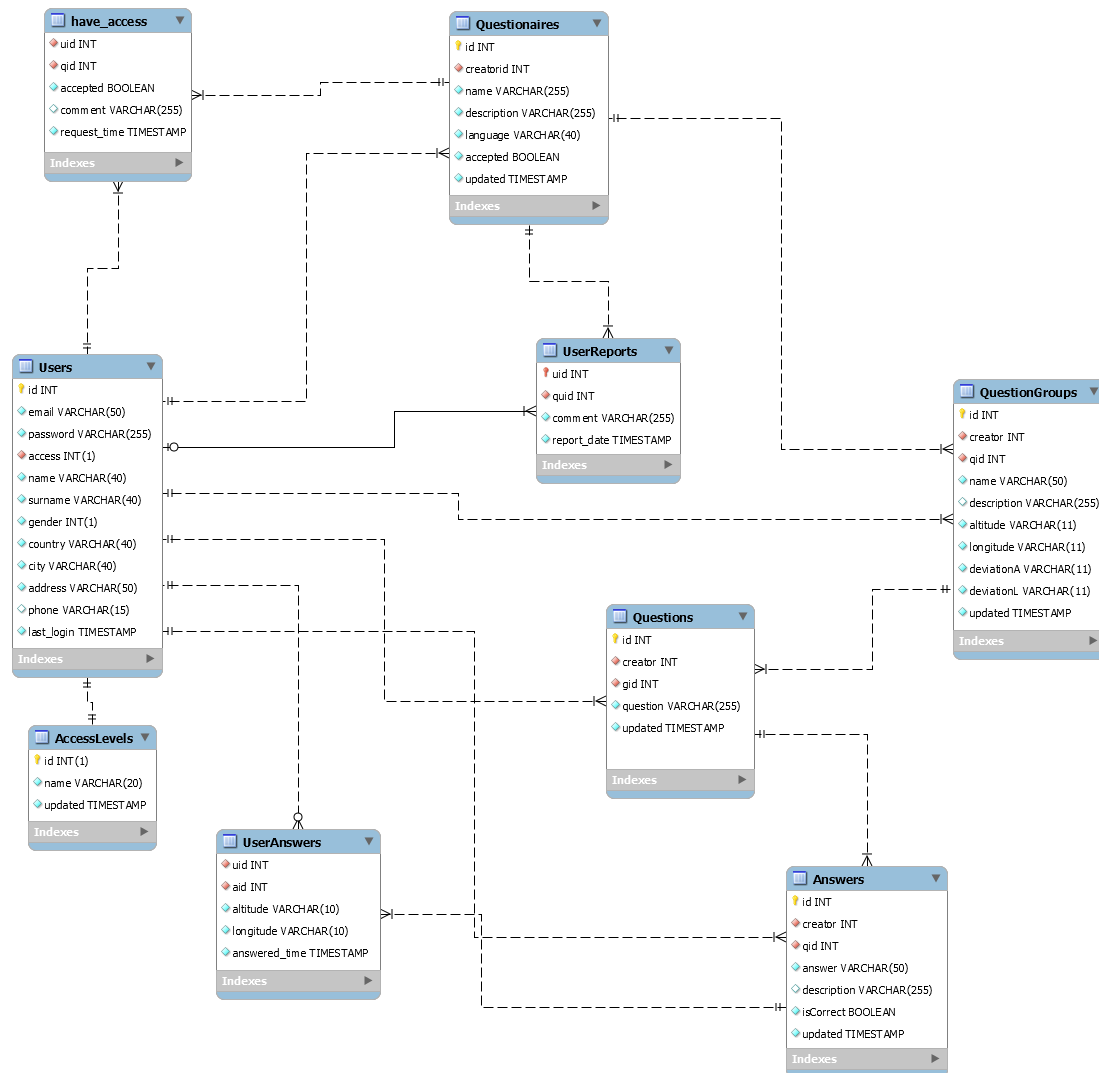 have_access
uid INT
qid INT
accepted BOOLEAN
comment VARCHAR(255)
request_time TIMESTAMP
Indexes
Questionaires
id INT
creatorid INT
name VARCHAR(255)
description VARCHAR(255)
language VARCHAR(40)
accepted BOOLEAN
updated TIMESTAMP
Indexes
Users
id INT
email VARCHAR(50)
password VARCHAR(255)
access INT(1)
name VARCHAR(40)
surname VARCHAR(40)
gender INT(1)
country VARCHAR(40)
city VARCHAR(40)
address VARCHAR(50)
phone VARCHAR(15)
last_login TIMESTAMP
Indexes
UserReports
uid INT
quid INT
comment VARCHAR(255)
report_date TIMESTAMP
Indexes
QuestionGroups
id INT
creator INT
qid INT
name VARCHAR(50)
description VARCHAR(255)
altitude VARCHAR(11)
longitude VARCHAR(11)
deviationA VARCHAR(11)
deviationL VARCHAR(11)
updated TIMESTAMP
Indexes
Questions
id INT
creator INT
gid INT
question VARCHAR(255)
updated TIMESTAMP
Indexes
AccessLevels
id INT(1)
name VARCHAR(20)
updated TIMESTAMP
Indexes
UserAnswers
uid INT
aid INT
altitude VARCHAR(10)
longitude VARCHAR(10)
answered_time TIMESTAMP
Indexes
Answers
id INT
creator INT
qid INT
answer VARCHAR(50)
description VARCHAR(255)
isCorrect BOOLEAN
updated TIMESTAMP
Indexes